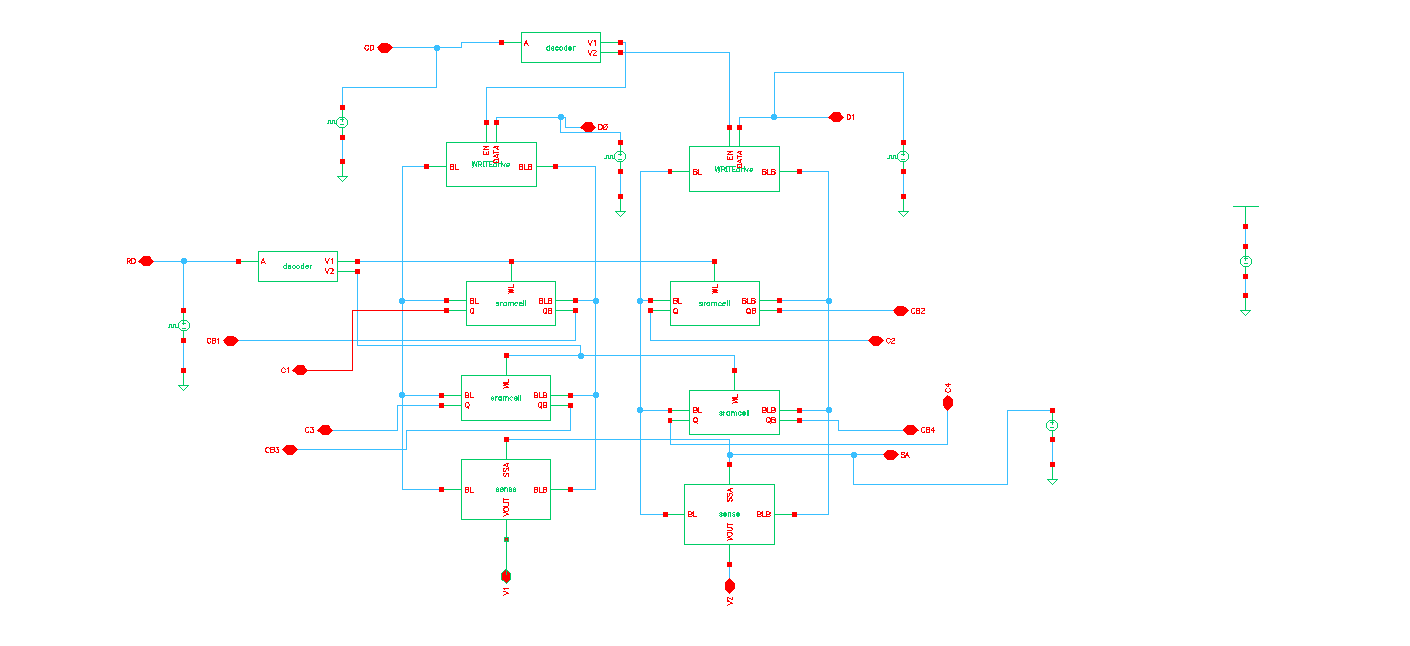 CD
A decoder V1
V2
D0
D1
EN DATA
BL WRITEdrive BLB
EN DATA
BL WRITEdrive BLB
RD
A decoder V1
V2
WL
BL sramcell BLB
Q QB
WL
BL sramcell BLB
Q QB
CB2
CB1
C2
C1
WL
BL sramcell BLB
Q QB
WL
BL sramcell BLB
Q QB
C4
C3
CB4
CB3
SA
SSA
BL sense BLB
VOUT
SSA
BL sense BLB
VOUT
V1
V2